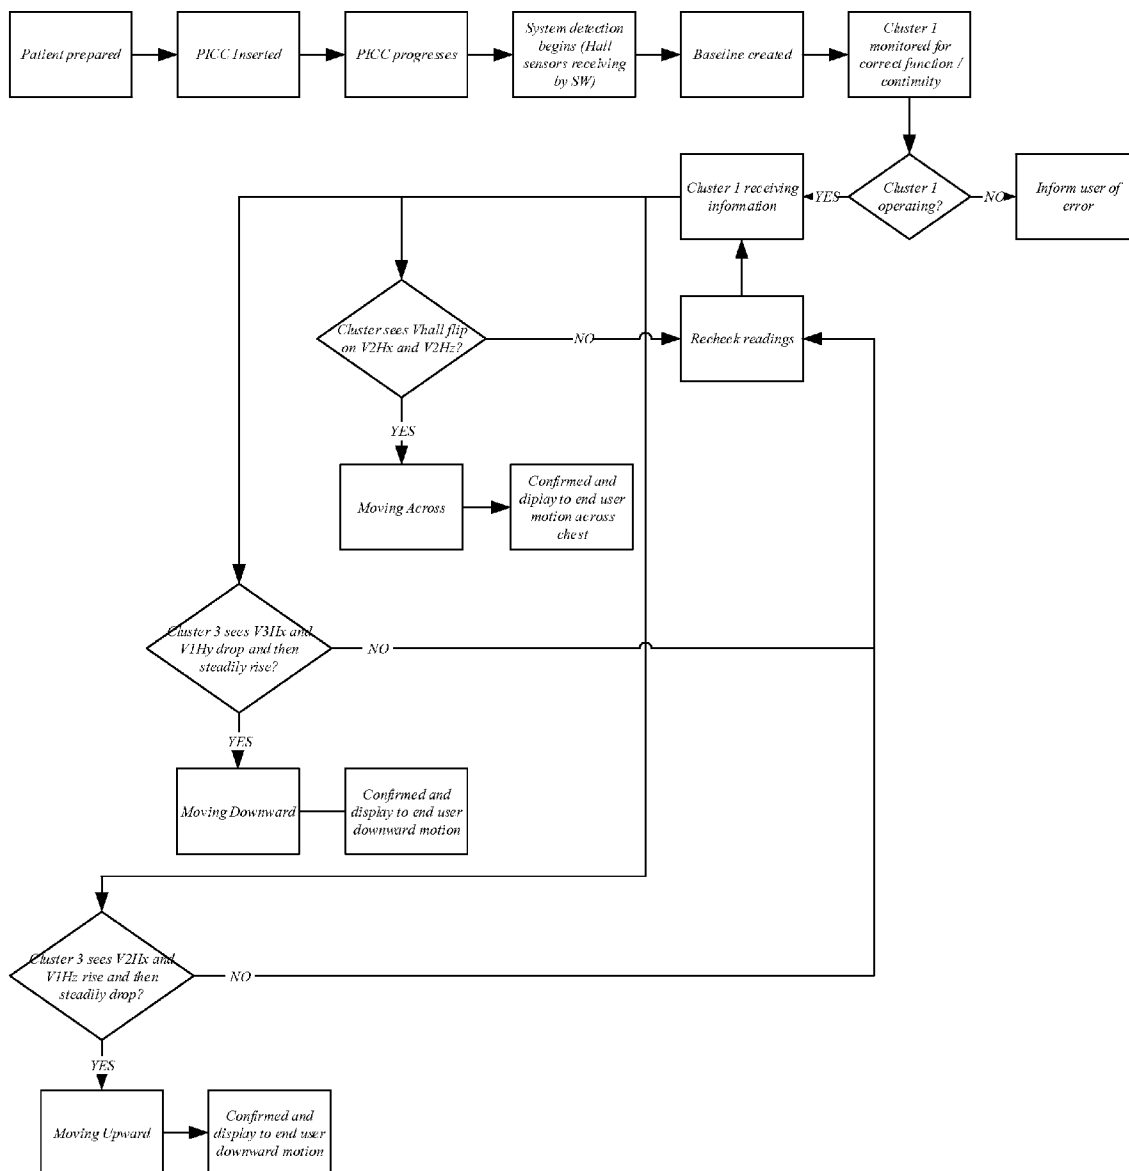 Patient prepared
PICC Inserted
PICC progresses
System detection
begins (Hall
sensors receiving
by SW)
Baseline created
Cluster 1
monitored for
correct function /
continuity
Cluster 1
operating?
YES
NO
Inform user of
error
Cluster 1 receiving
information
Cluster sees Vhall flip
on V2Hx and V2Hz?
NO
Recheck readings
YES
Moving Across
Confirmed and
diplay to end user
motion across
chest
Cluster 3 sees V3Hx and
V1Hy drop and then
steadily rise?
NO
YES
Moving Downward
Confirmed and
display to end user
downward motion
Cluster 3 sees V2Hx and
V1Hz rise and then
steadily drop?
NO
YES
Moving Upward
Confirmed and
display to end user
downward motion